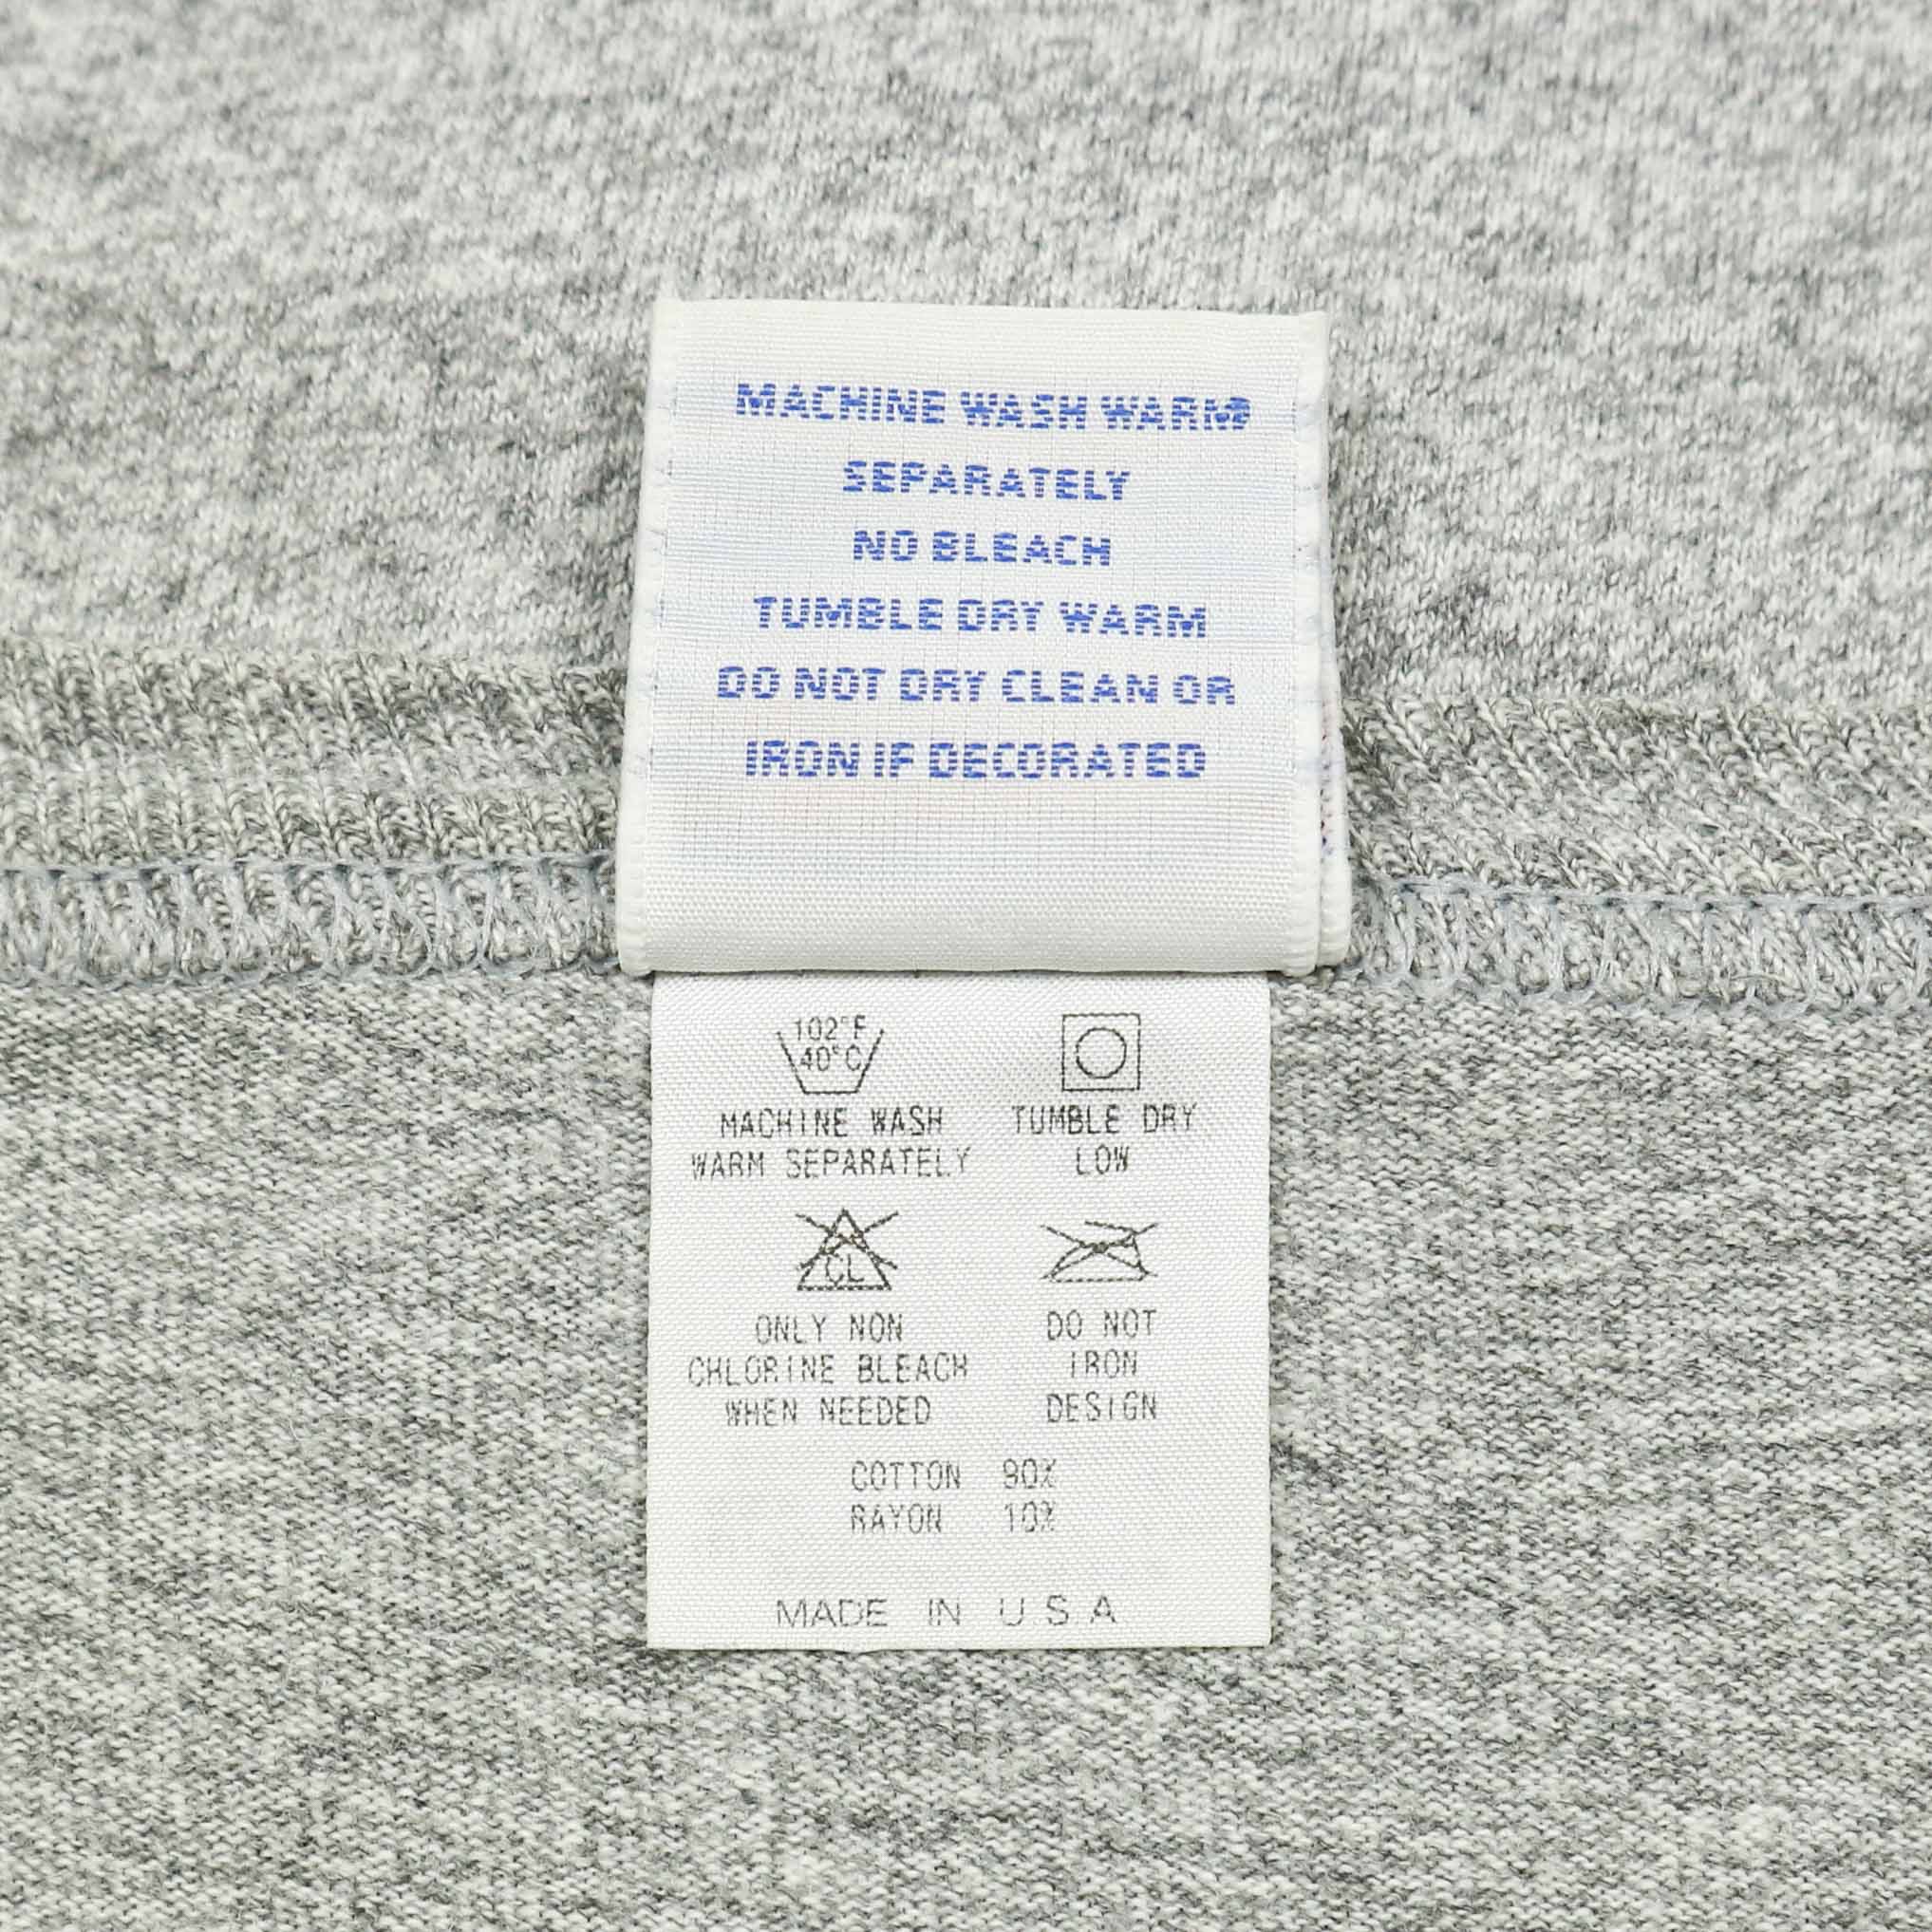 MACHINE WASH WARM
SEPARATELY
NO BLEACH
TUMBLE DRY WARM
DO NOT DRY CLEAN OR
IRON IF DECORATED
102°F
40°C
MACHINE WASH
WARM SEPARATELY
TUMBLE DRY
LOW
CL
ONLY NON
CHLORINE BLEACH
WHEN NEEDED
DO NOT
IRON
DESIGN
COTTON 90%
RAYON 10%
MADE IN U S A